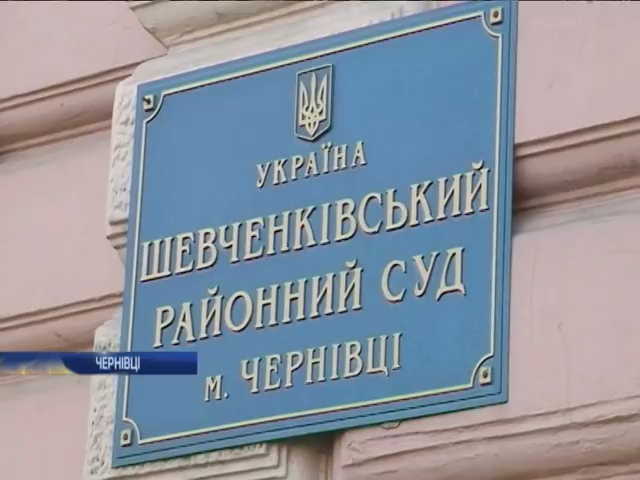 УКРАЇНА
ШЕВЧЕНКІВСЬКИЙ
РАЙОННИЙ СУД
м. ЧЕРНІВЦІ
ЧЕРНІВЦІ